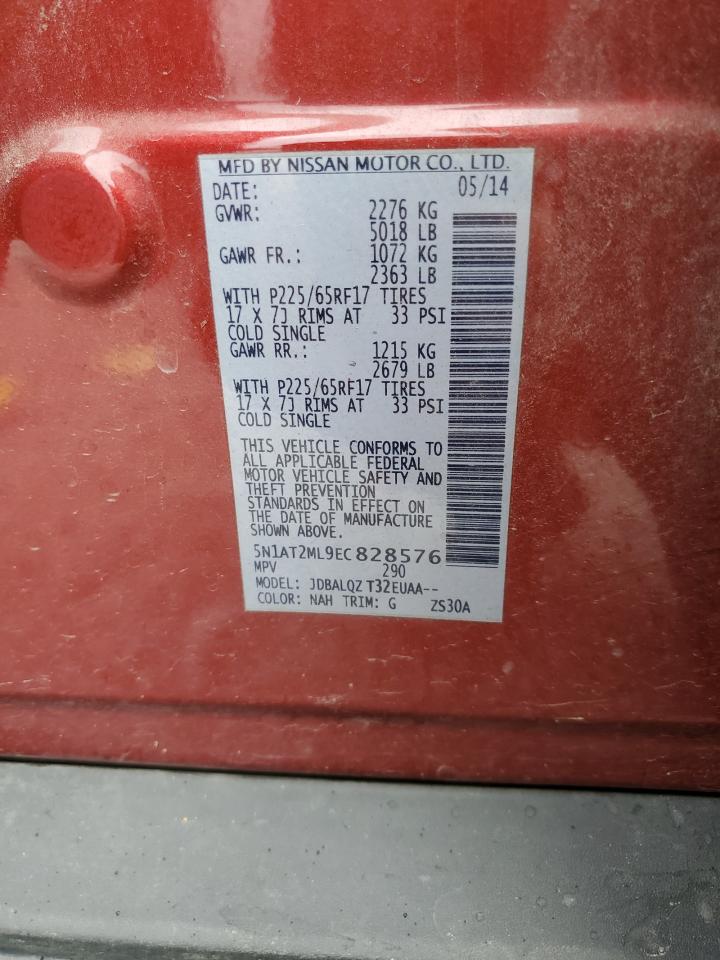 MFD BY NISSAN MOTOR CO., LTD.
DATE: 05/14
GVWR: 2276 KG
5018 LB
GAWR FR.: 1072 KG
2363 LB
WITH P225/65RF17 TIRES
17 X 7J RIMS AT 33 PSI
COLD SINGLE
GAWR RR.: 1215 KG
2679 LB
WITH P225/65RF17 TIRES
17 X 7J RIMS AT 33 PSI
COLD SINGLE
THIS VEHICLE CONFORMS TO
ALL APPLICABLE FEDERAL
MOTOR VEHICLE SAFETY AND
THEFT PREVENTION
STANDARDS IN EFFECT ON
THE DATE OF MANUFACTURE
SHOWN ABOVE.
5N1AT2ML9EC828576
MPV 290
MODEL: JDBALQZ T32EUAA--
COLOR: NAH TRIM: G ZS30A